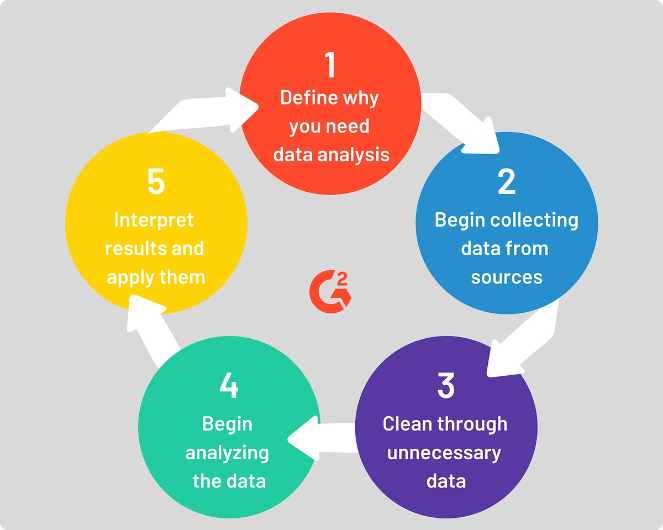 1
Define why
you need
data analysis
2
Begin collecting
data from
sources
3
Clean through
unnecessary
data
4
Begin
analyzing
the data
5
Interpret
results and
apply them
G2